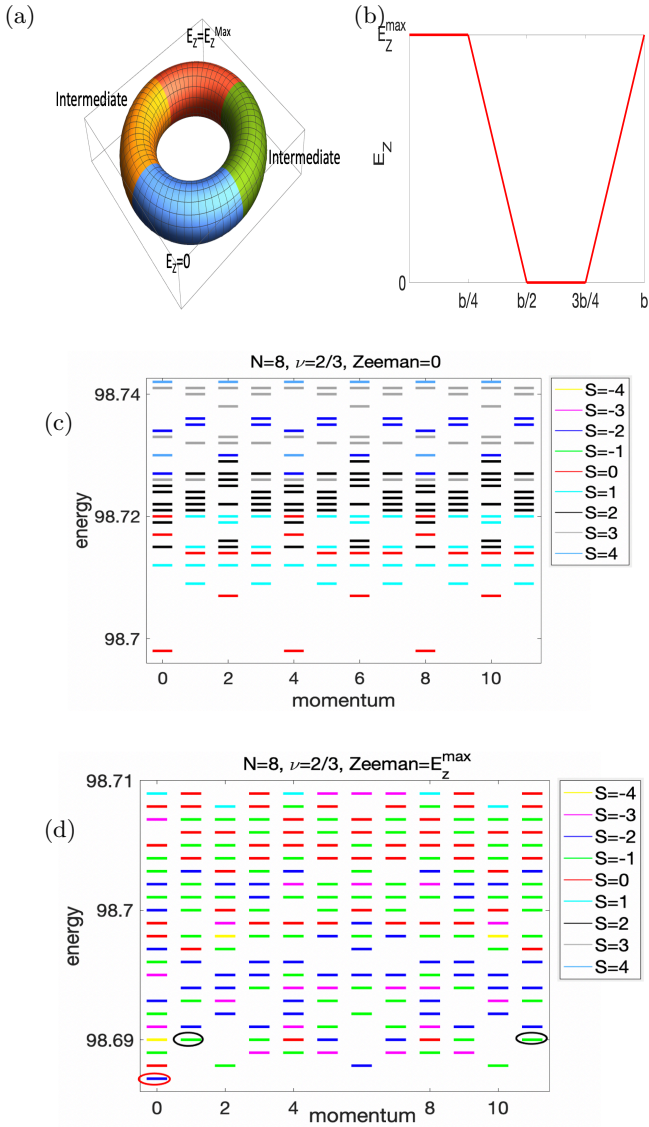 (a)
E_Z=E_Z^Max
Intermediate
Intermediate
E_Z=0
(b)
E_Z^max
E_Z
0
b/4 b/2 3b/4 b
(c)
N=8, ν=2/3, Zeeman=0
98.74
98.72
98.7
energy
0 2 4 6 8 10
momentum
S=-4
S=-3
S=-2
S=-1
S=0
S=1
S=2
S=3
S=4
(d)
N=8, ν=2/3, Zeeman=E_z^max
98.71
98.7
98.69
energy
0 2 4 6 8 10
momentum
S=-4
S=-3
S=-2
S=-1
S=0
S=1
S=2
S=3
S=4